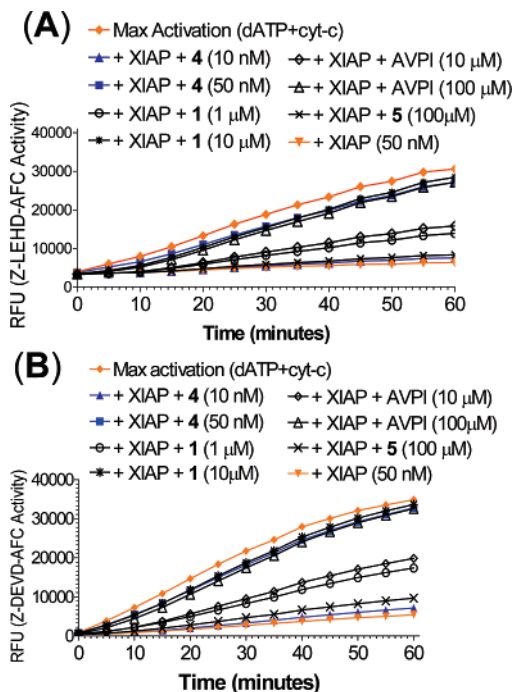 (A)
Max Activation (dATP+cyt-c)
+ XIAP + 4 (10 nM)
+ XIAP + AVPI (10 μM)
+ XIAP + 4 (50 nM)
+ XIAP + AVPI (100 μM)
+ XIAP + 1 (1 μM)
+ XIAP + 5 (100μM)
+ XIAP + 1 (10 μM)
+ XIAP (50 nM)
RFU (Z-LEHD-AFC Activity)
40000
30000
20000
10000
0
0 10 20 30 40 50 60
Time (minutes)
(B)
Max activation (dATP+cyt-c)
+ XIAP + 4 (10 nM)
+ XIAP + AVPI (10 μM)
+ XIAP + 4 (50 nM)
+ XIAP + AVPI (100μM)
+ XIAP + 1 (1 μM)
+ XIAP + 5 (100 μM)
+ XIAP + 1 (10μM)
+ XIAP (50 nM)
RFU (Z-DEVD-AFC Activity)
40000
30000
20000
10000
0
0 10 20 30 40 50 60
Time (minutes)